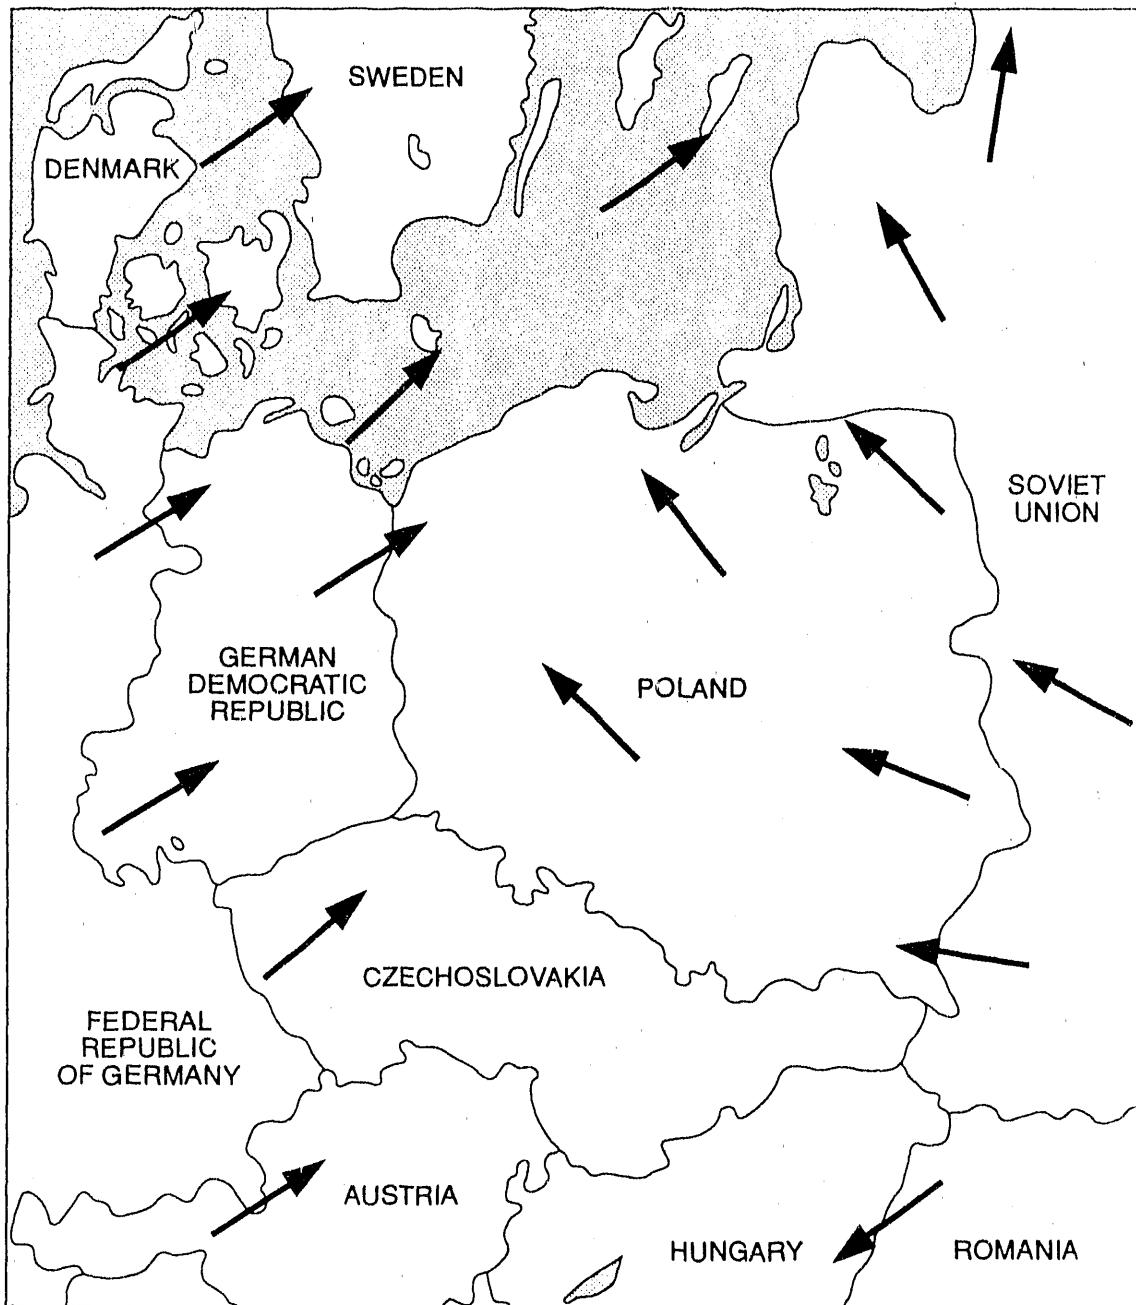 SWEDEN
DENMARK
SOVIET
UNION
GERMAN
DEMOCRATIC
REPUBLIC
POLAND
CZECHOSLOVAKIA
FEDERAL
REPUBLIC
OF GERMANY
AUSTRIA
HUNGARY
ROMANIA